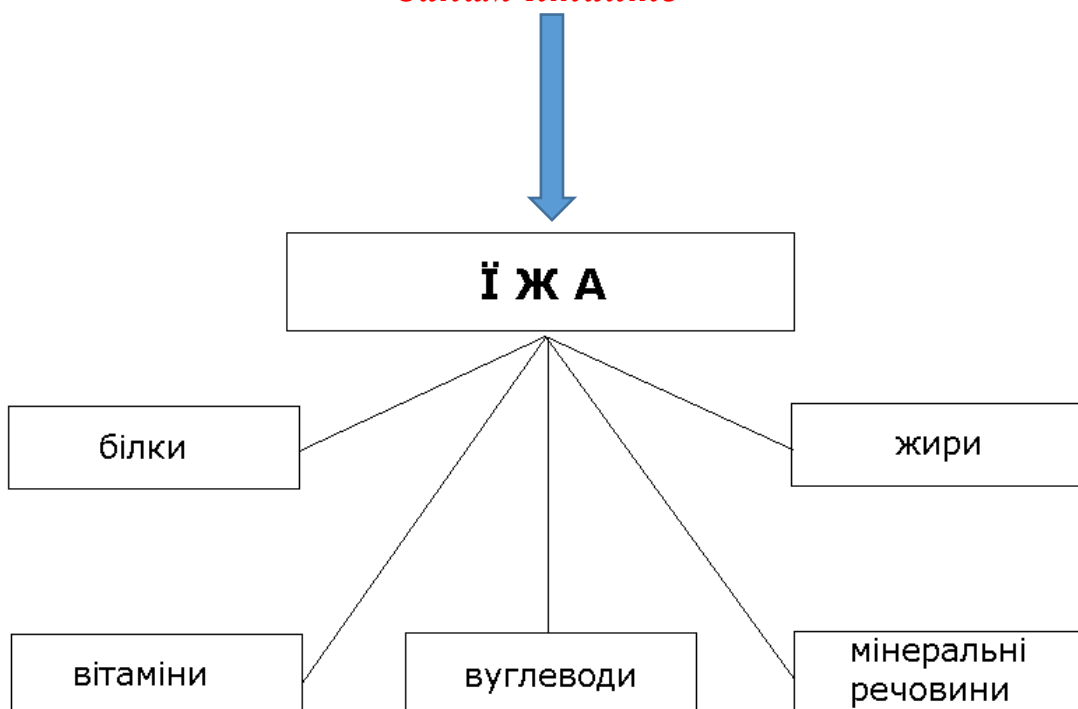 Ї Ж А
білки
жири
вітаміни
вуглеводи
мінеральні
речовини